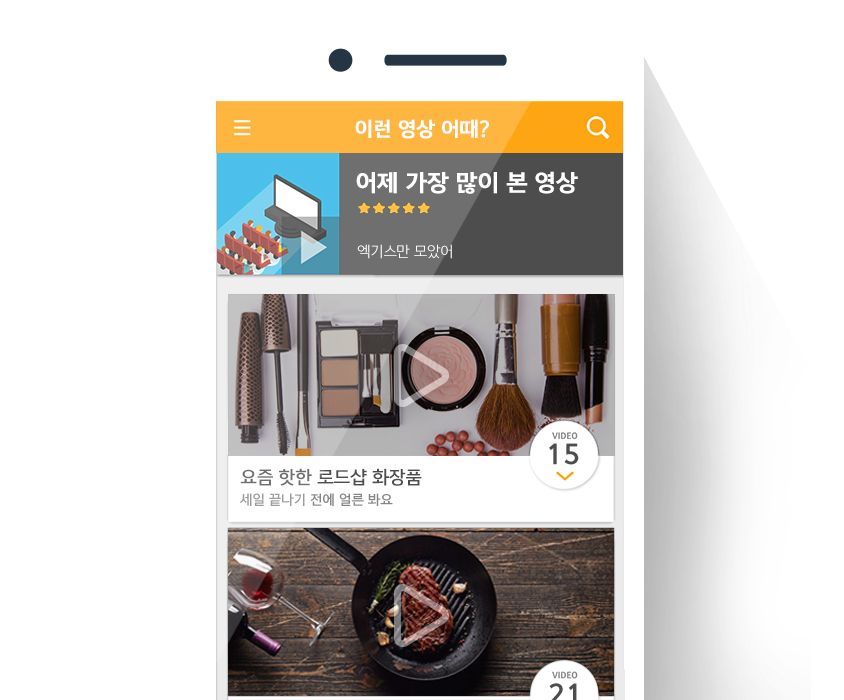 이런 영상 어때?
어제 가장 많이 본 영상
엑기스만 모았어
VIDEO
15
요즘 핫한 로드샵 화장품
세일 끝나기 전에 얼른 봐요
VIDEO
21